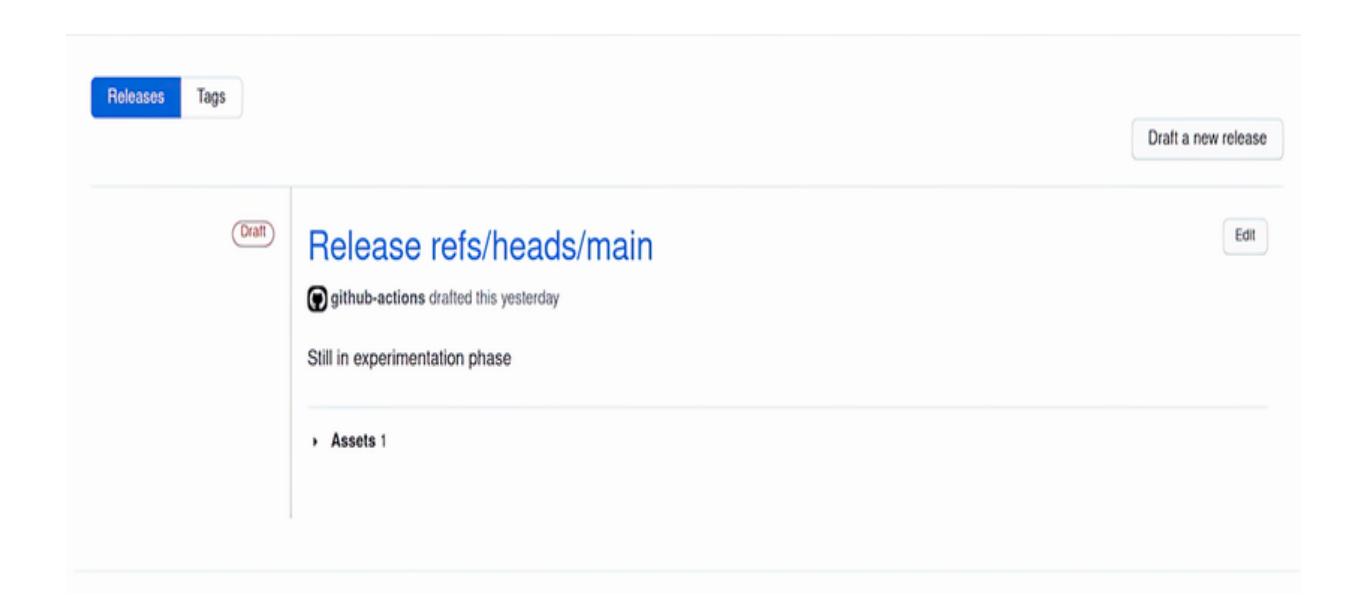 Releases Tags
Draft a new release
Draft
Release refs/heads/main
Edit
github-actions drafted this yesterday
Still in experimentation phase
Assets 1